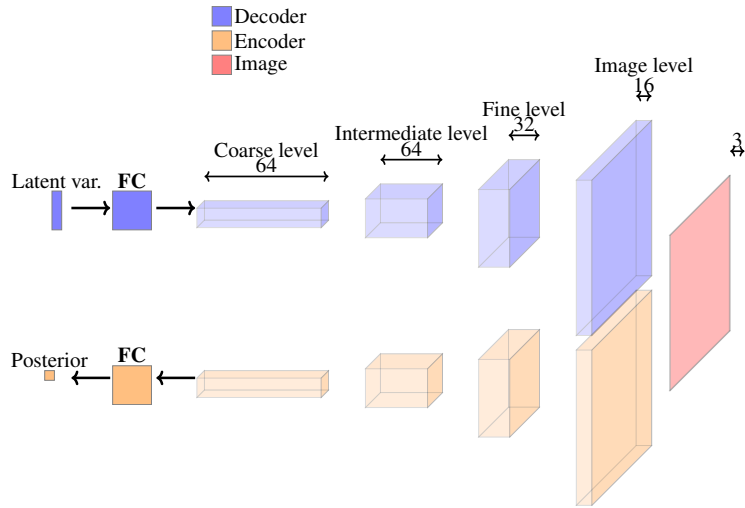 Decoder
Encoder
Image
Image level
16
Fine level
32
3
Intermediate level
64
Coarse level
64
Latent var.
FC
Posterior
FC